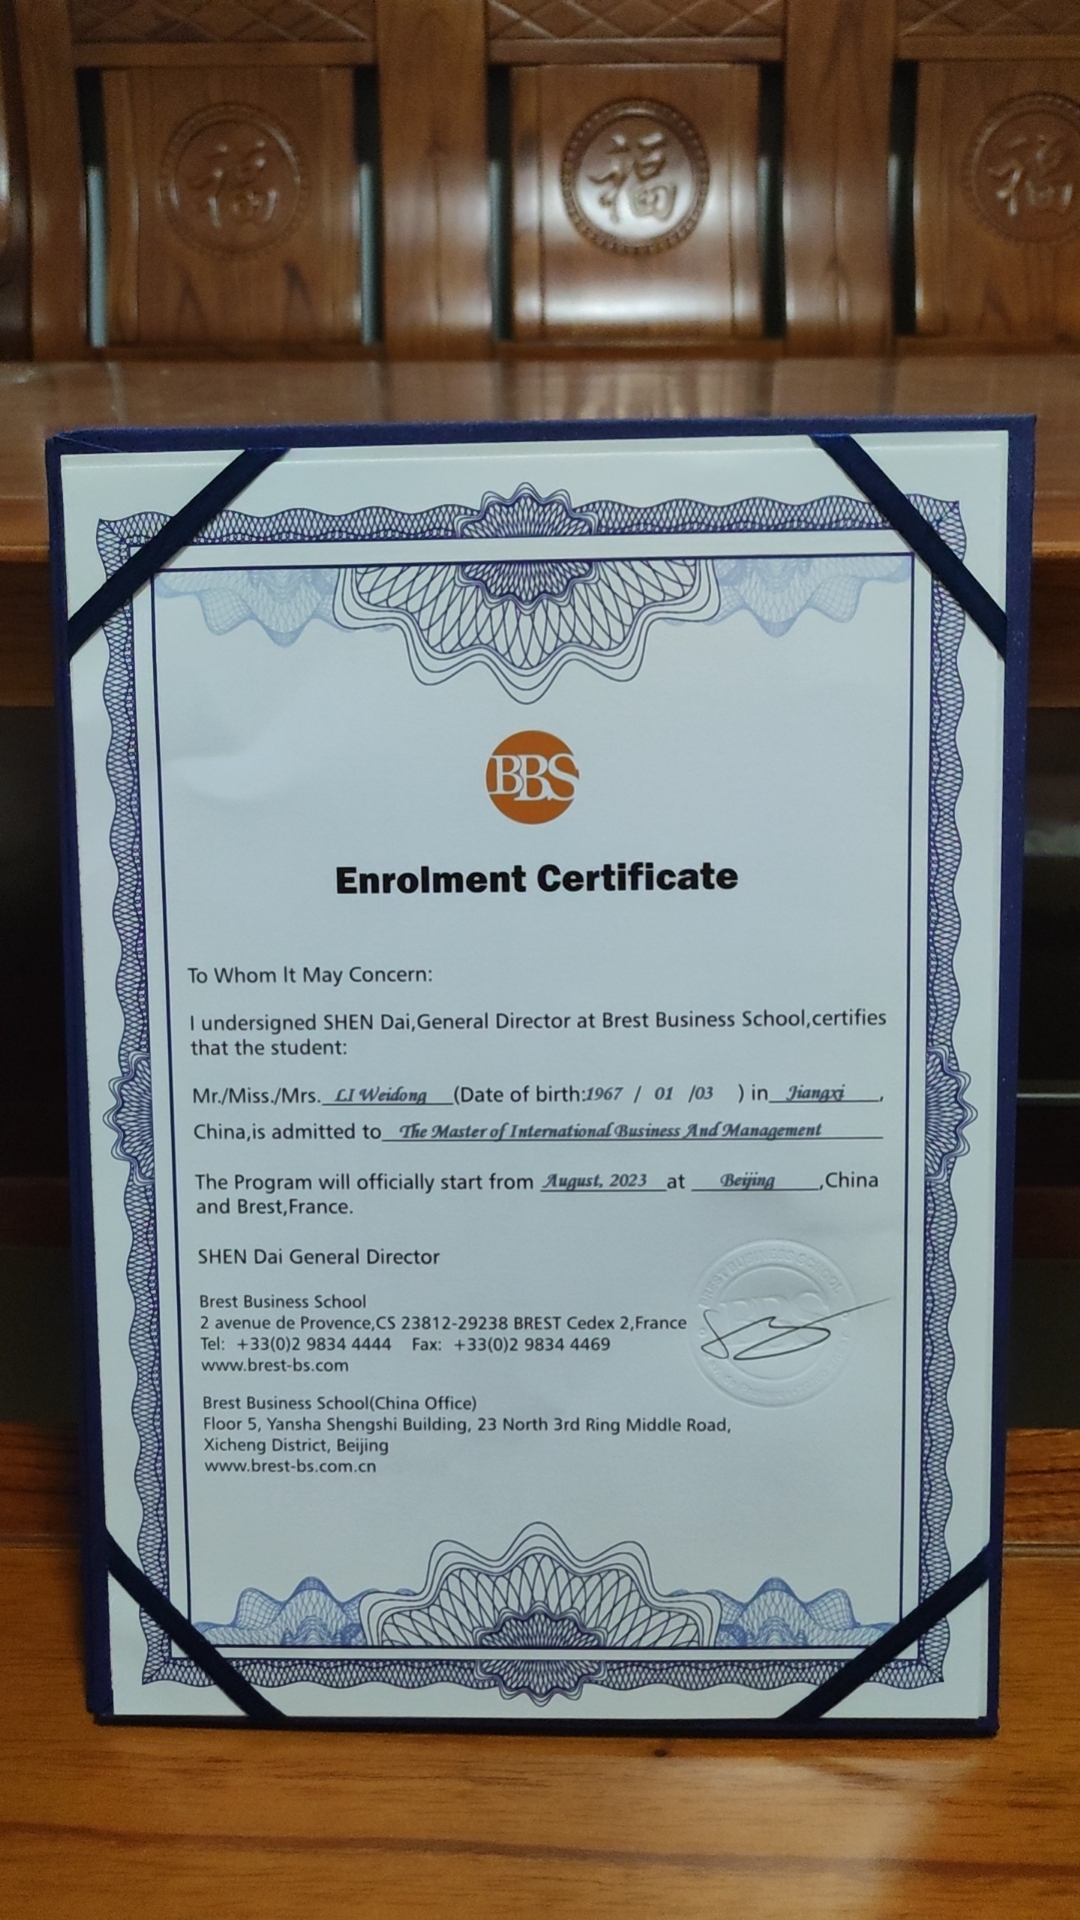 福 福 福
BBS
Enrolment Certificate
To Whom It May Concern:
I undersigned SHEN Dai,General Director at Brest Business School,certifies
that the student:
Mr./Miss./Mrs. LI Weidong (Date of birth:1967 / 01 /03 ) in Jiangxi,
China,is admitted to The Master of International Business And Management
The Program will officially start from August, 2023 at Beijing,China
and Brest,France.
SHEN Dai General Director
BREST BUSINESS SCHOOL
BBS
Brest Business School
2 avenue de Provence,CS 23812-29238 BREST Cedex 2,France
Tel: +33(0)2 9834 4444 Fax: +33(0)2 9834 4469
www.brest-bs.com
Brest Business School(China Office)
Floor 5, Yansha Shengshi Building, 23 North 3rd Ring Middle Road,
Xicheng District, Beijing
www.brest-bs.com.cn